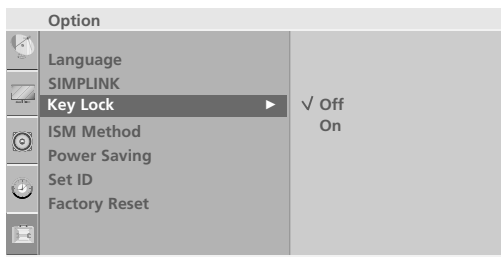 Option
Language
SIMPLINK
Key Lock ► √ Off
On
ISM Method
Power Saving
Set ID
Factory Reset